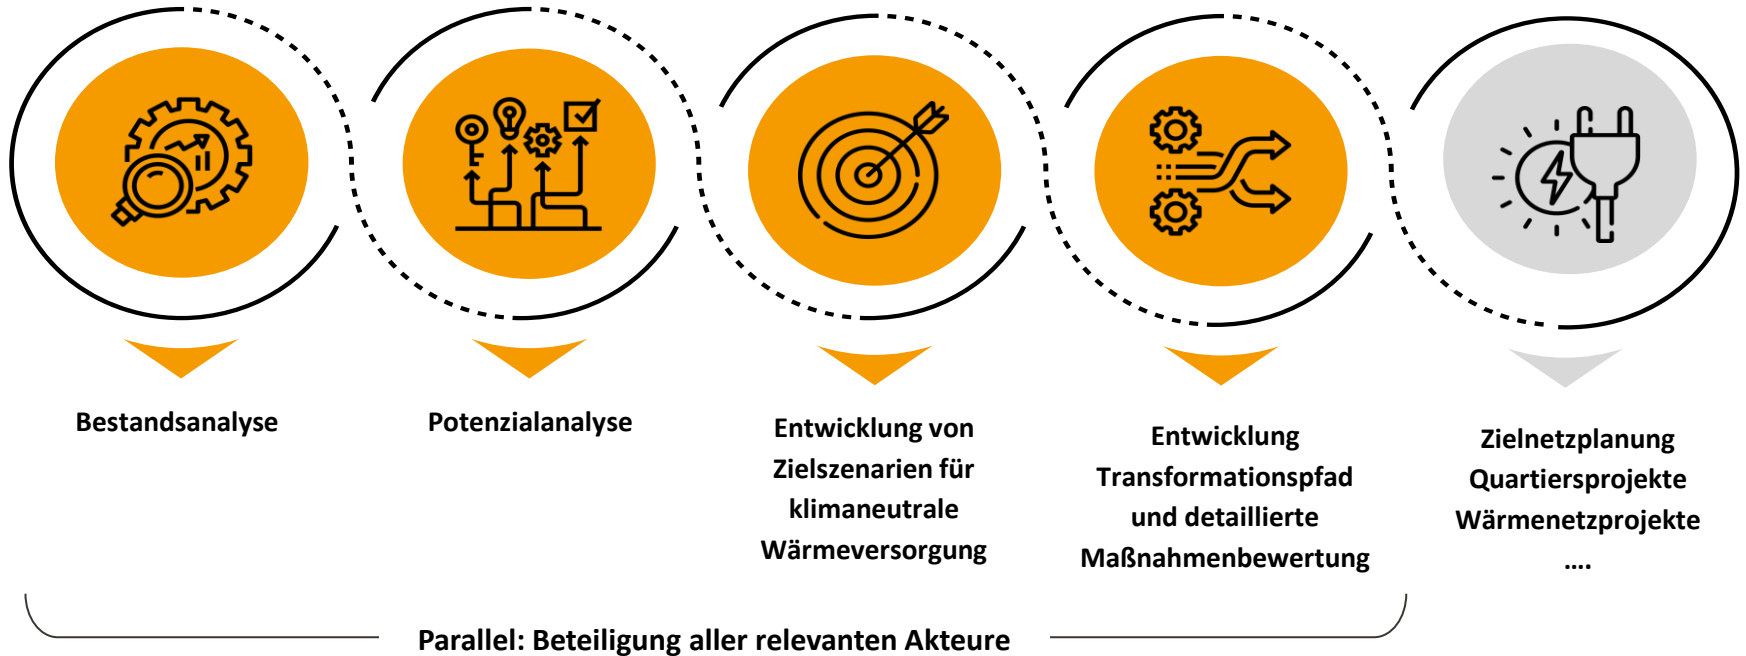 Bestandsanalyse
Potenzialanalyse
Entwicklung von
Zielszenarien für
klimaneutrale
Wärmeversorgung
Entwicklung
Transformationspfad
und detaillierte
Maßnahmenbewertung
Zielnetzplanung
Quartiersprojekte
Wärmenetzprojekte
....
Parallel: Beteiligung aller relevanten Akteure